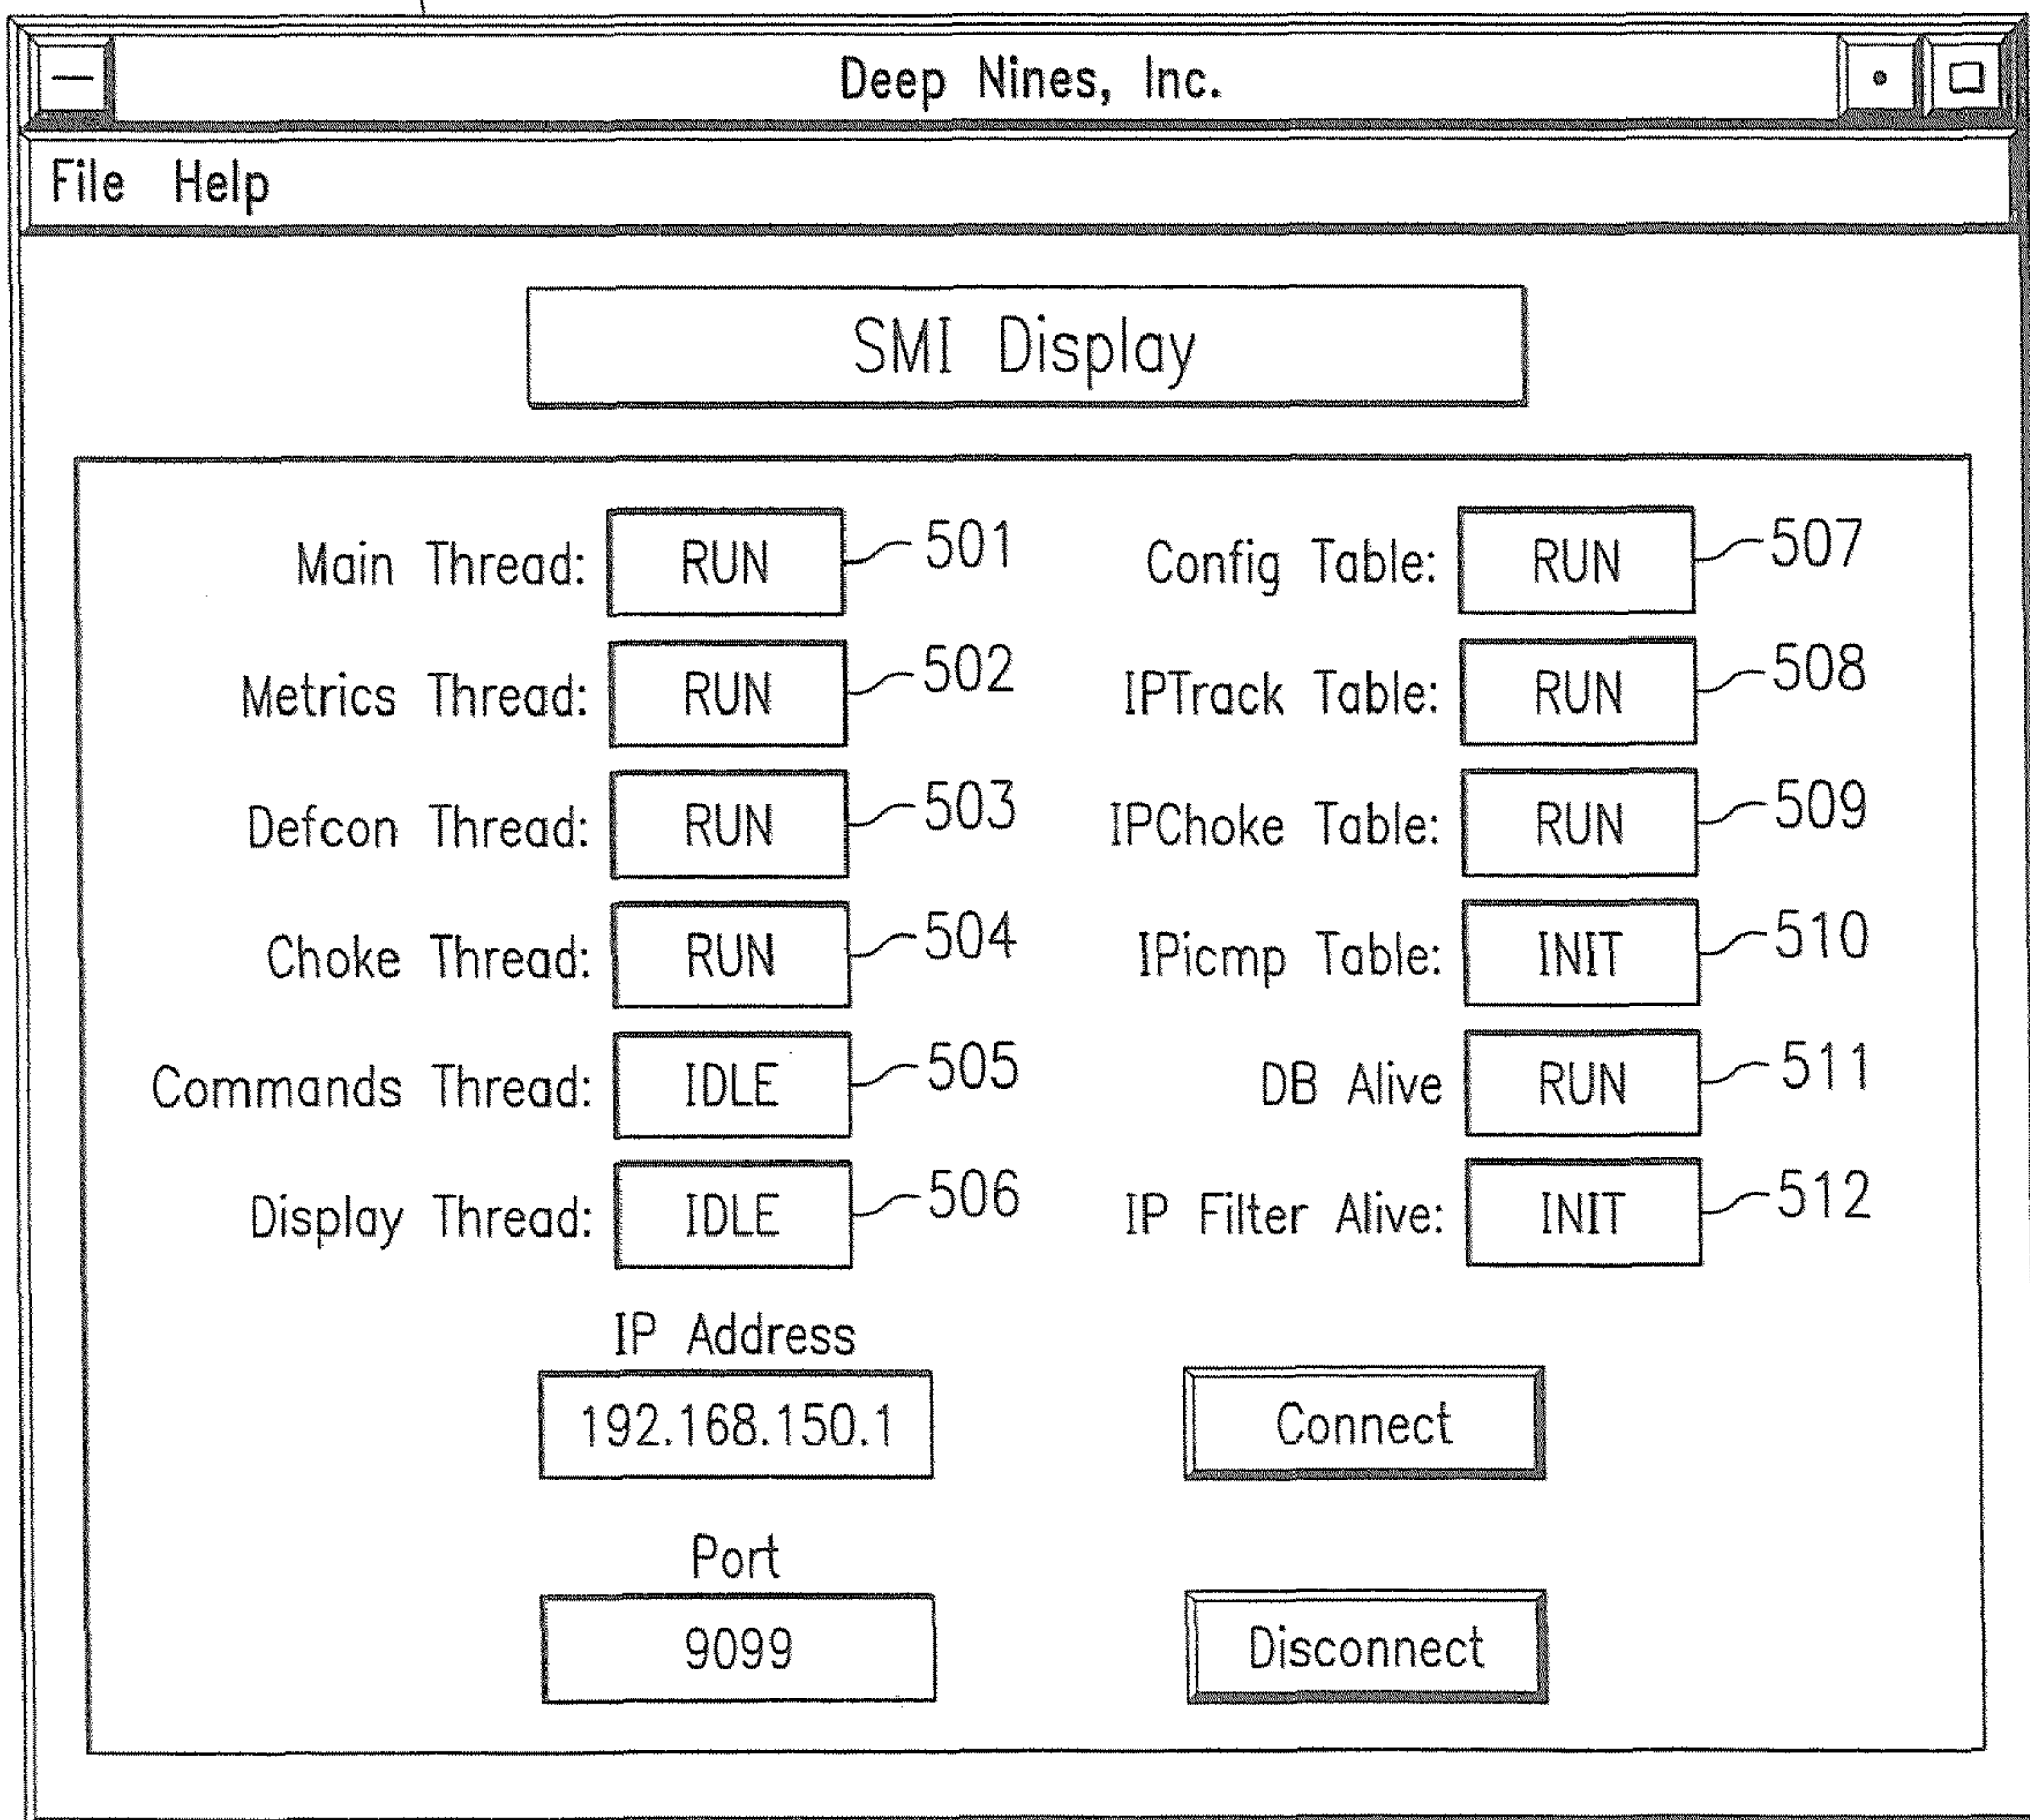 Deep Nines, Inc.
File Help
SMI Display
Main Thread: RUN 501 Config Table: RUN 507
Metrics Thread: RUN 502 IPTrack Table: RUN 508
Defcon Thread: RUN 503 IPChoke Table: RUN 509
Choke Thread: RUN 504 IPicmp Table: INIT 510
Commands Thread: IDLE 505 DB Alive RUN 511
Display Thread: IDLE 506 IP Filter Alive: INIT 512
IP Address
192.168.150.1 Connect
Port
9099 Disconnect